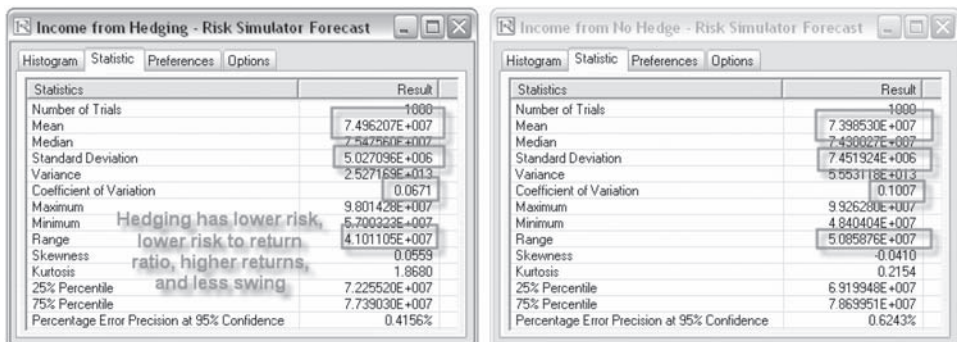 Income from Hedging - Risk Simulator Forecast
Histogram Statistic Preferences Options
Statistics Result
Number of Trials 1000
Mean 7.496207E+007
Median 7.547560E+007
Standard Deviation 5.027096E+006
Variance 2.527169E+013
Coefficient of Variation 0.0671
Maximum 9.801428E+007
Minimum 5.700323E+007
Range 4.101105E+007
Skewness 0.0559
Kurtosis 1.8680
25% Percentile 7.225520E+007
75% Percentile 7.739030E+007
Percentage Error Precision at 95% Confidence 0.4156%
Hedging has lower risk,
lower risk to return
ratio, higher returns,
and less swing
Income from No Hedge - Risk Simulator Forecast
Histogram Statistic Preferences Options
Statistics Result
Number of Trials 1000
Mean 7.398530E+007
Median 7.438027E+007
Standard Deviation 7.451924E+006
Variance 5.553118E+013
Coefficient of Variation 0.1007
Maximum 9.926280E+007
Minimum 4.840404E+007
Range 5.085876E+007
Skewness -0.0410
Kurtosis 0.2154
25% Percentile 6.919948E+007
75% Percentile 7.869951E+007
Percentage Error Precision at 95% Confidence 0.6243%